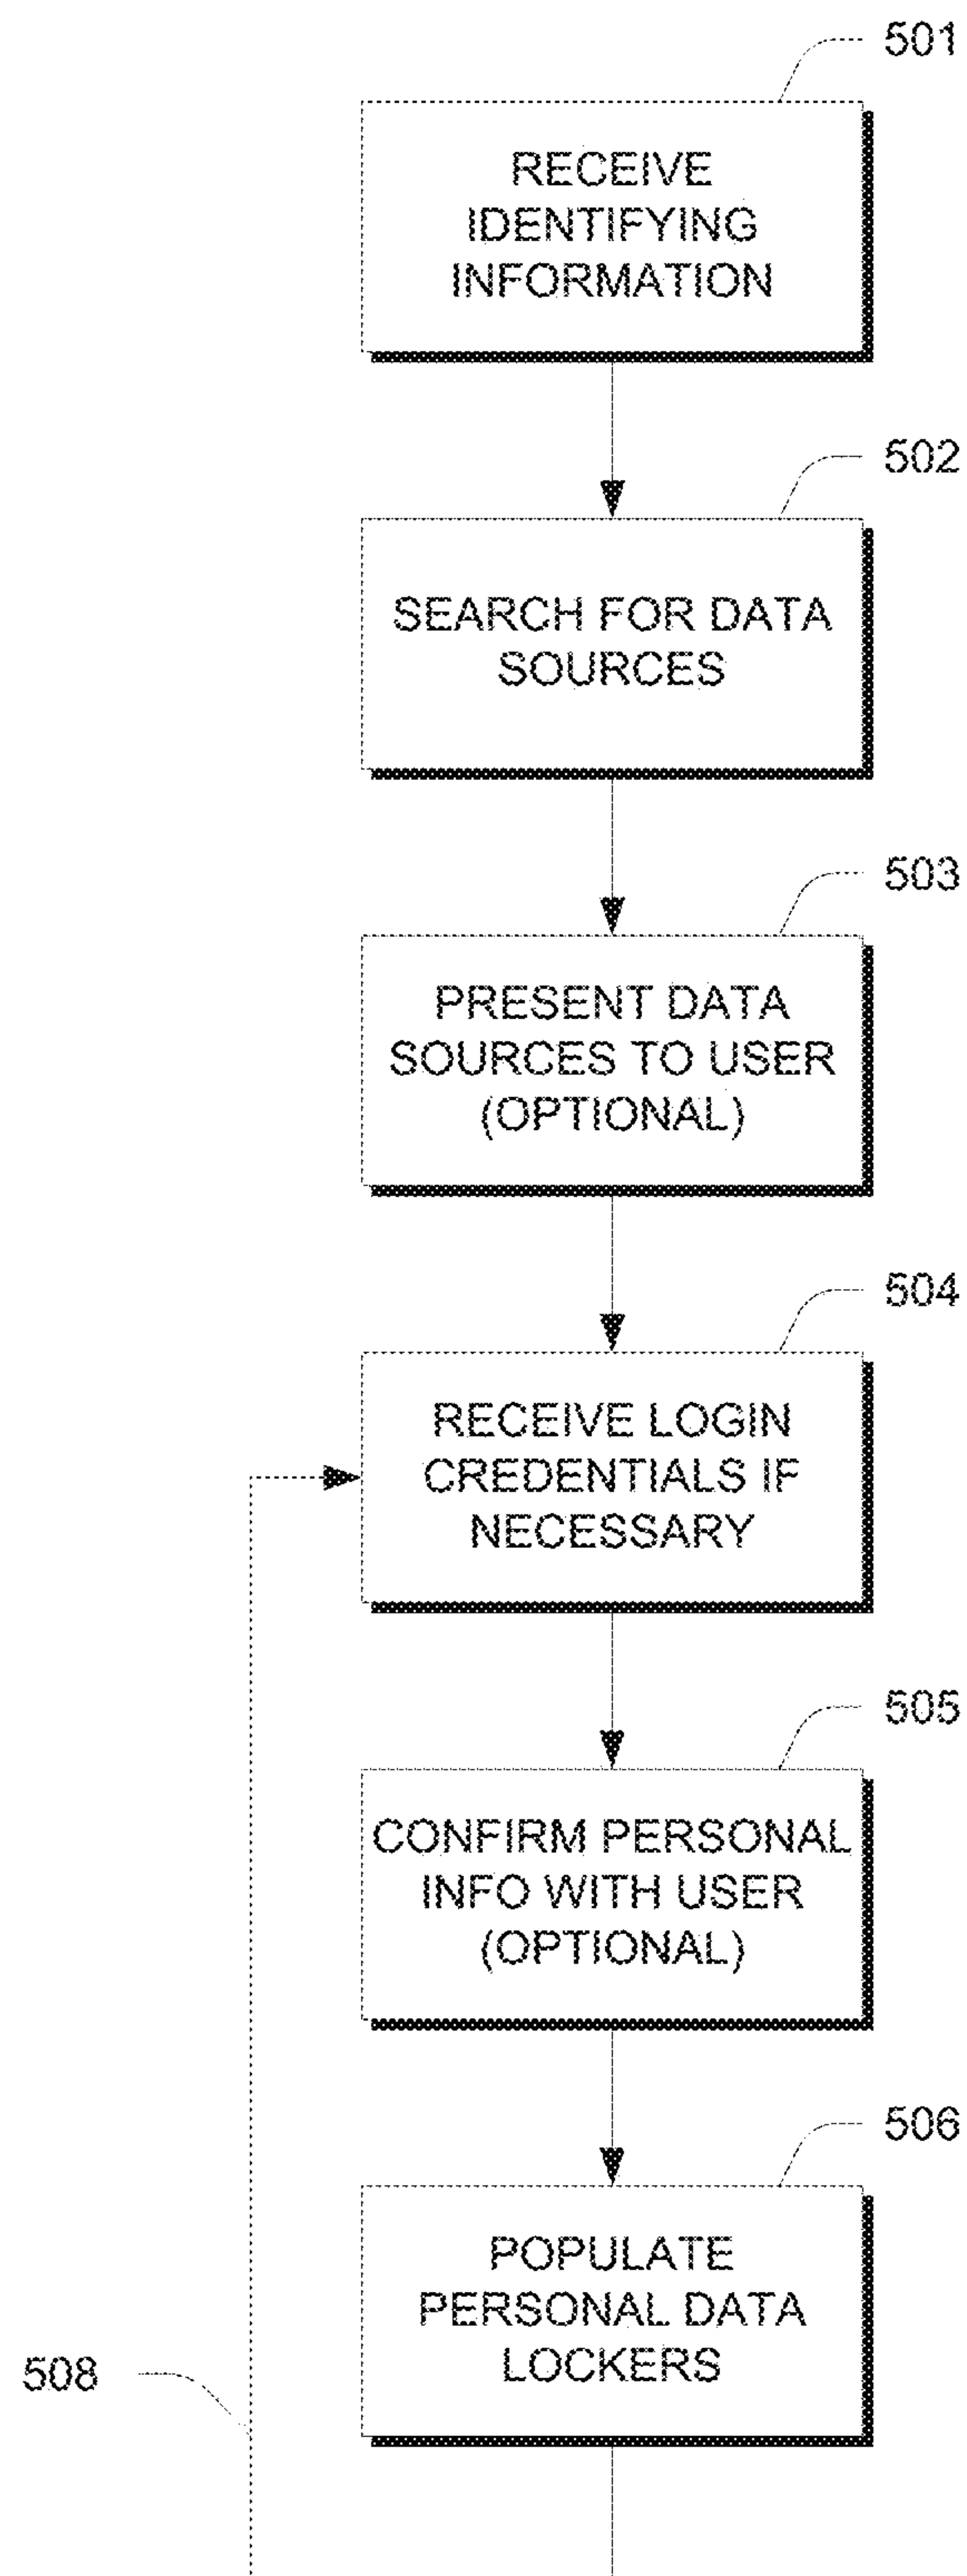 501
RECEIVE
IDENTIFYING
INFORMATION
502
SEARCH FOR DATA
SOURCES
503
PRESENT DATA
SOURCES TO USER
(OPTIONAL)
504
RECEIVE LOGIN
CREDENTIALS IF
NECESSARY
505
CONFIRM PERSONAL
INFO WITH USER
(OPTIONAL)
506
POPULATE
PERSONAL DATA
LOCKERS
508